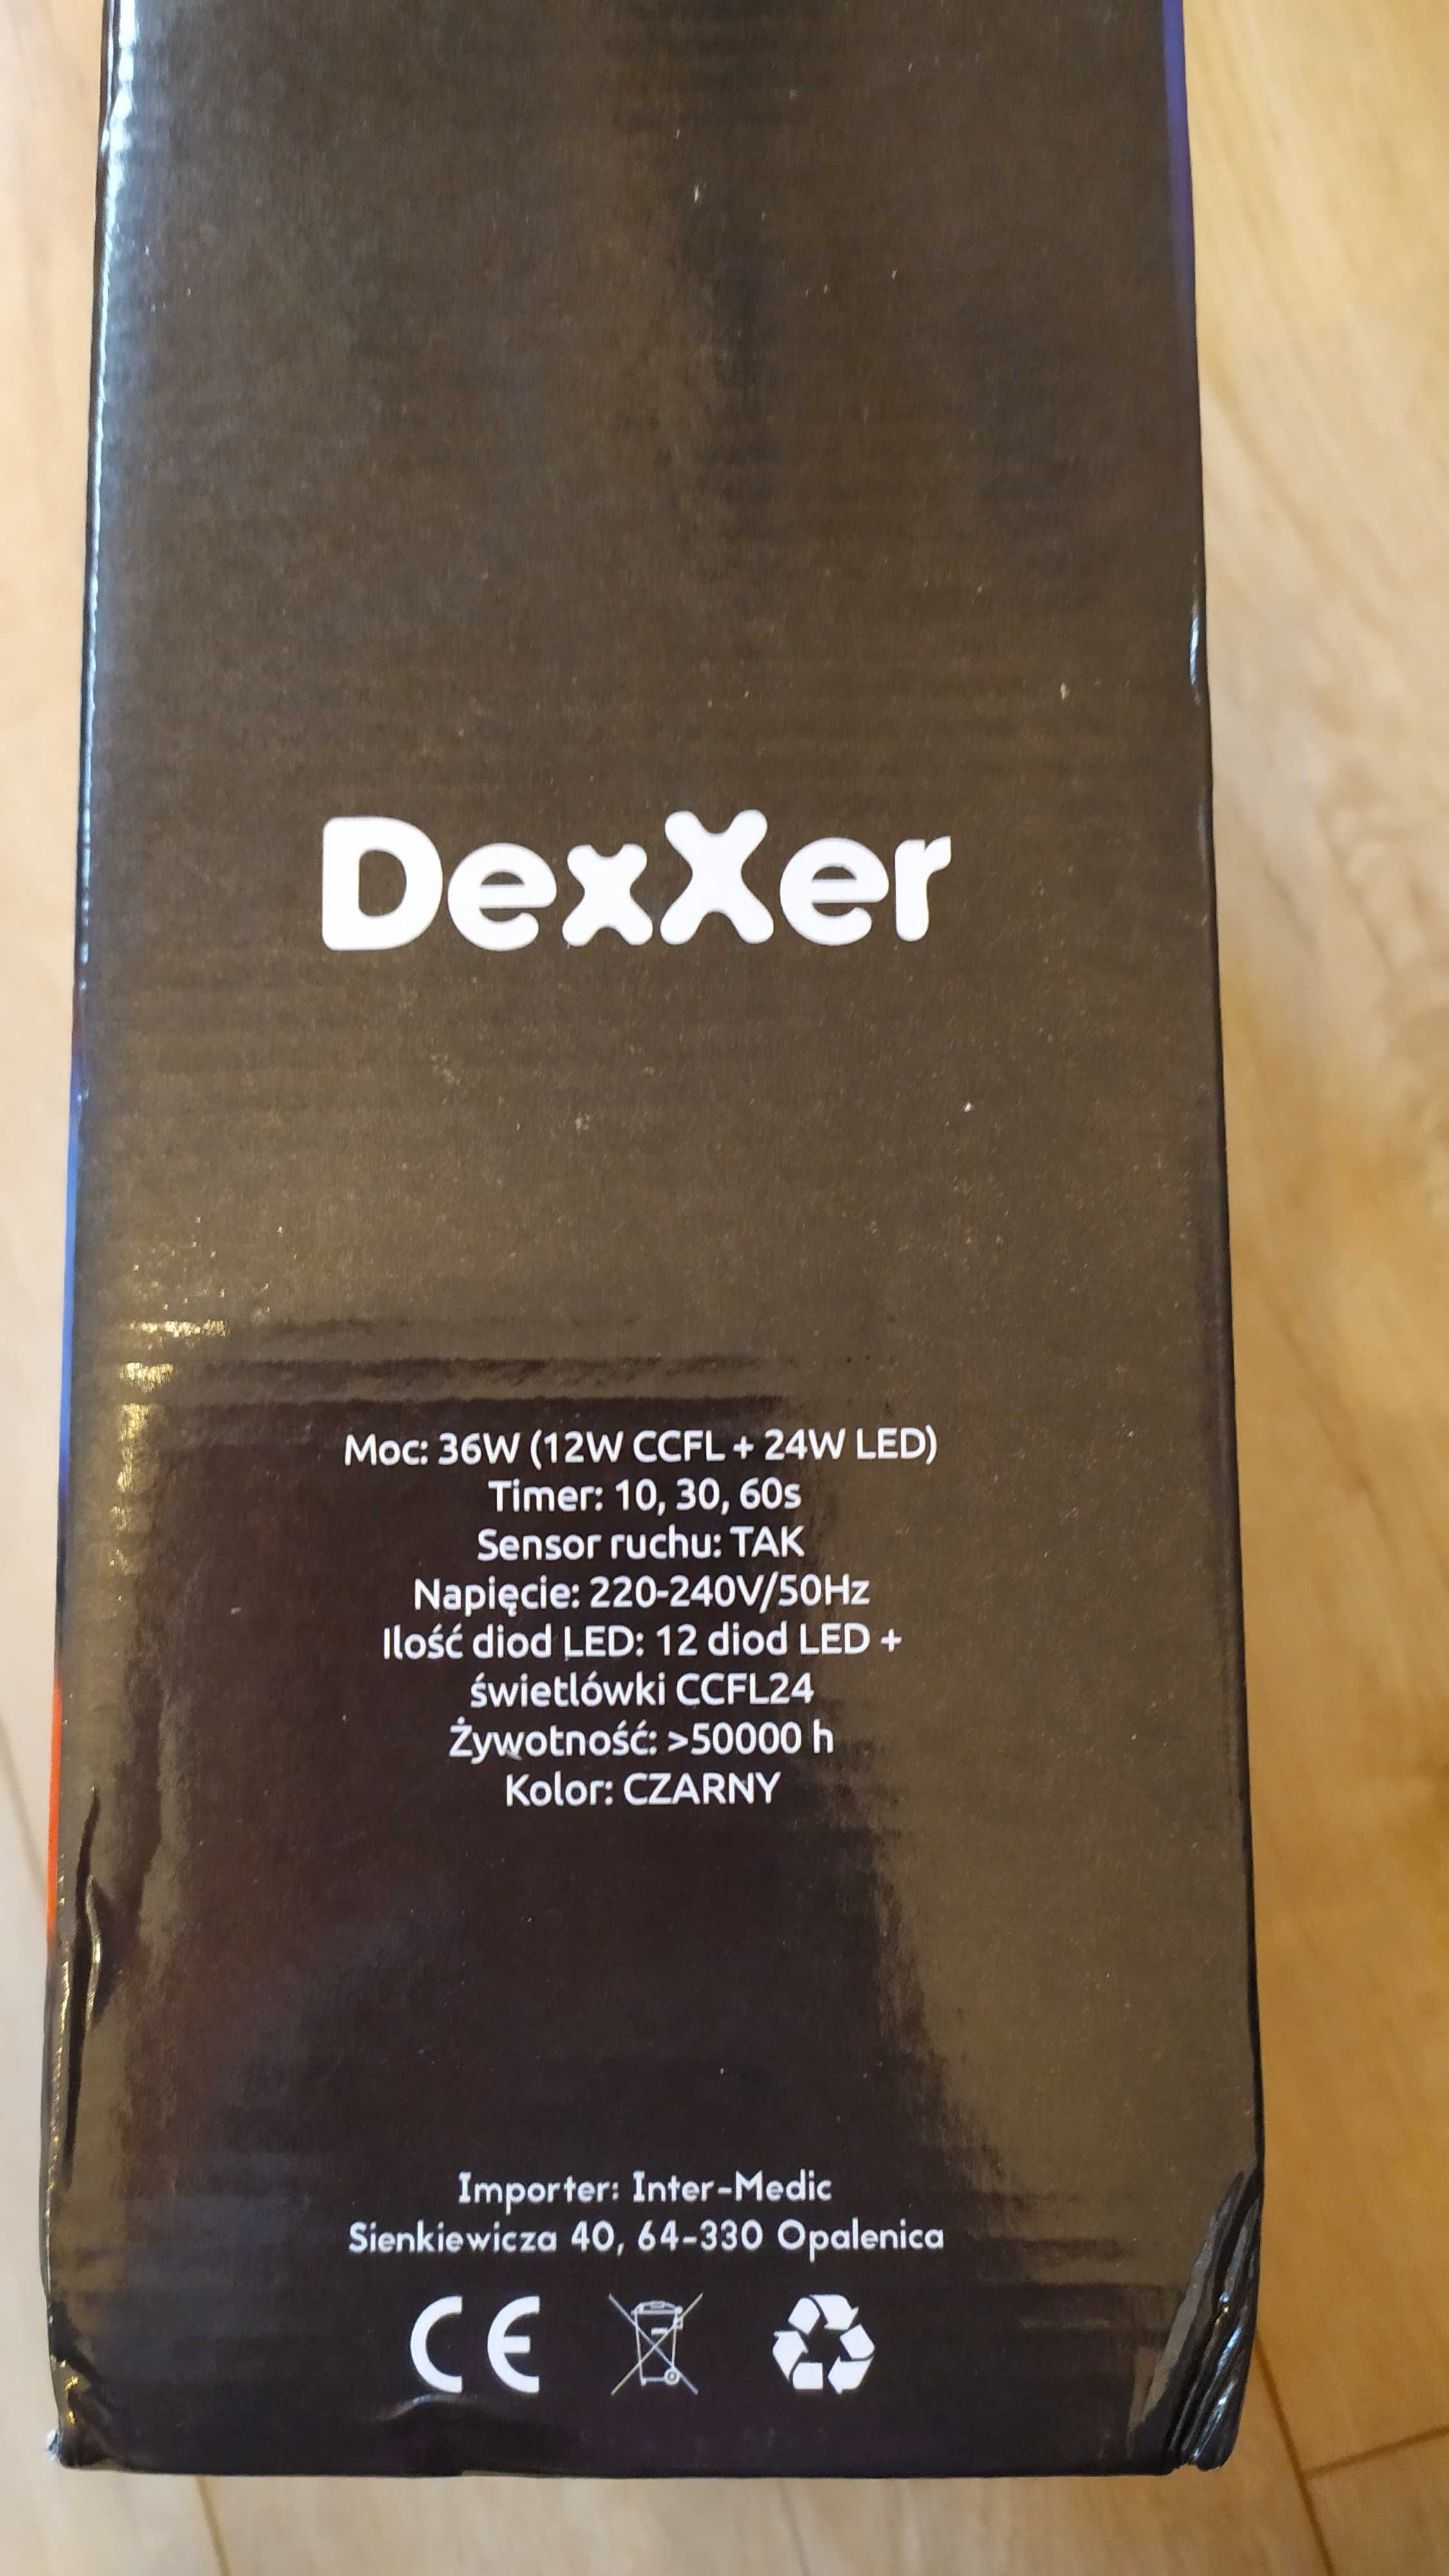 DexXer
Moc: 36W (12W CCFL + 24W LED)
Timer: 10, 30, 60s
Sensor ruchu: TAK
Napięcie: 220-240V/50Hz
Ilość diod LED: 12 diod LED +
świetlówki CCFL24
Żywotność: >50000 h
Kolor: CZARNY
Importer: Inter-Medic
Sienkiewicza 40, 64-330 Opalenica
CE